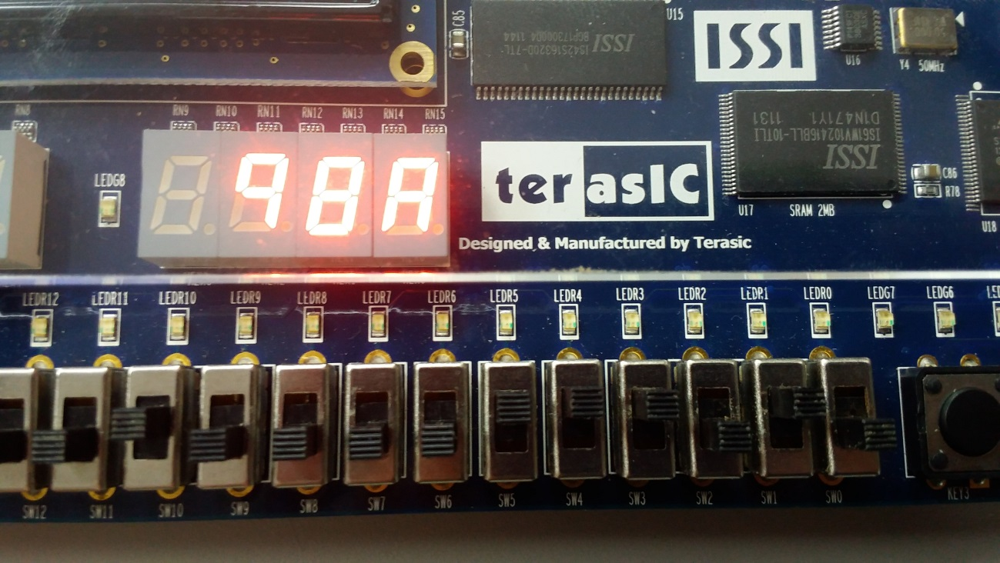 C85
U15
ISSI
IS42S16320D-7TL
1144
ISSI
U16
Y4 50MHz
RN8
RN9 RN10 RN11 RN12 RN13 RN14 RN15
ISSI
IS61WV102416BLL-10TLI
D1N471Y1 1131
98A
LEDG8
terasIC
C86
R78
U17
SRAM 2MB
U18
Designed & Manufactured by Terasic
LEDR12 LEDR11 LEDR10 LEDR9 LEDR8 LEDR7 LEDR6 LEDR5 LEDR4 LEDR3 LEDR2 LEDR1 LEDR0 LEDG7 LEDG6
SW12 SW11 SW10 SW9 SW8 SW7 SW6 SW5 SW4 SW3 SW2 SW1 SW0 KEY3